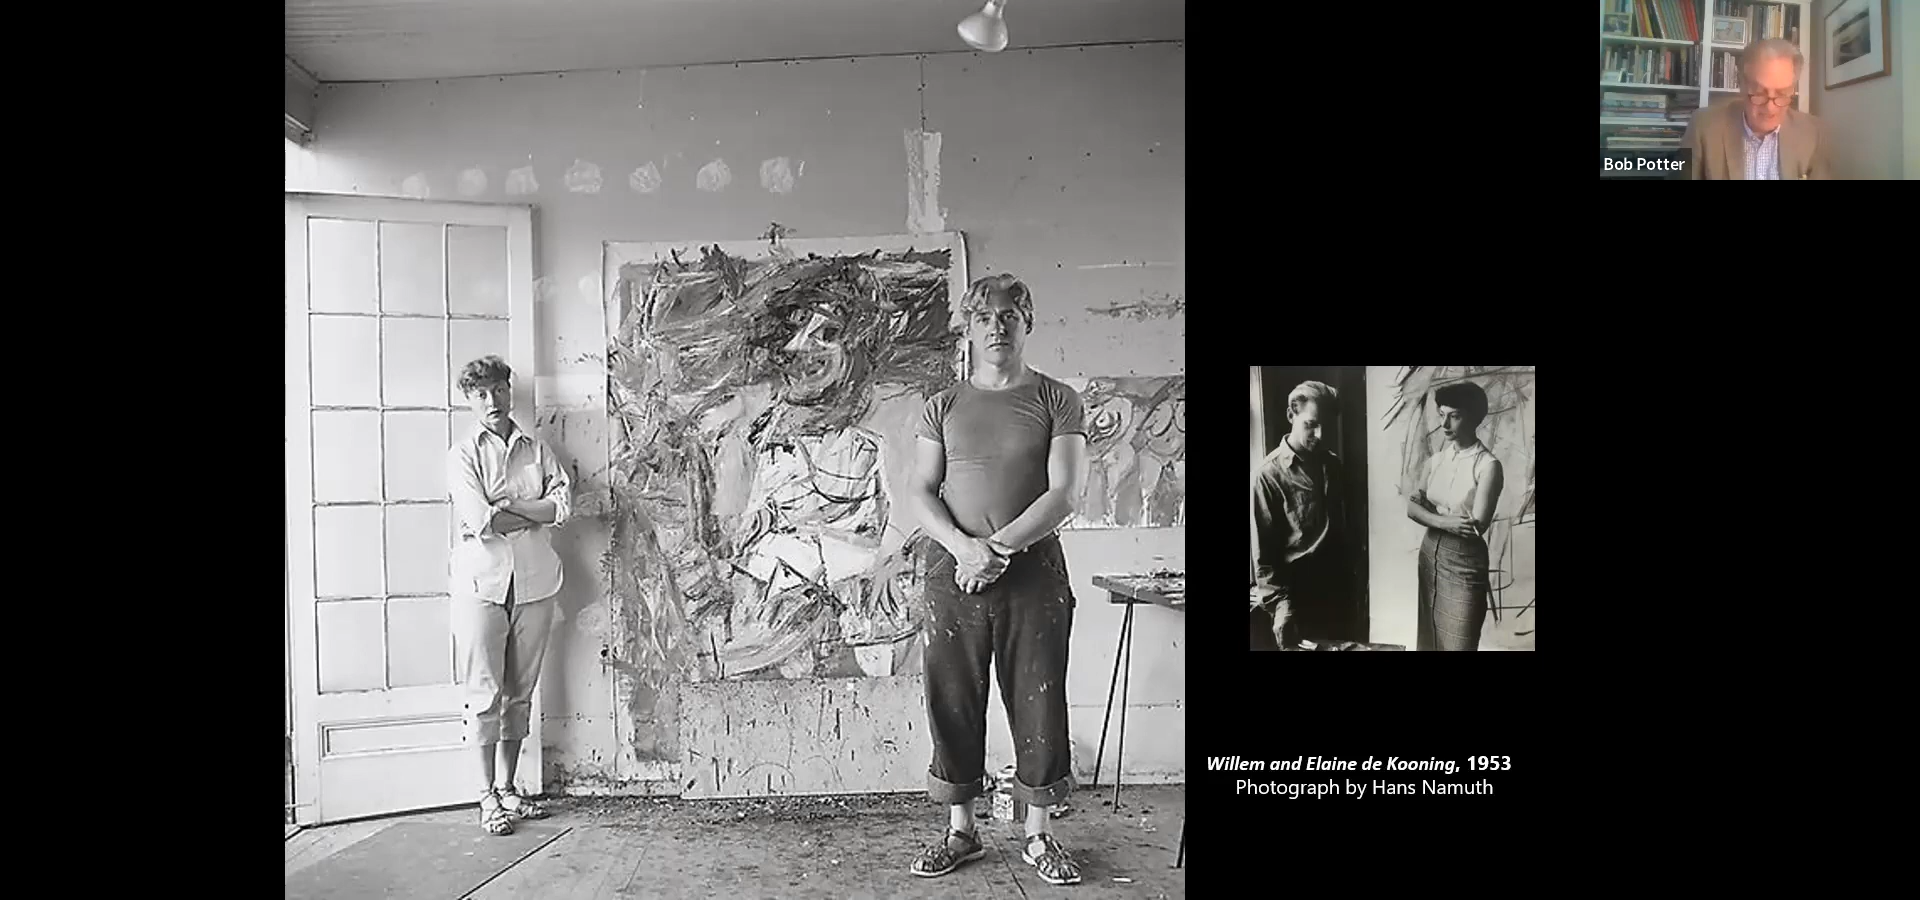 Bob Potter
Willem and Elaine de Kooning, 1953
Photograph by Hans Namuth